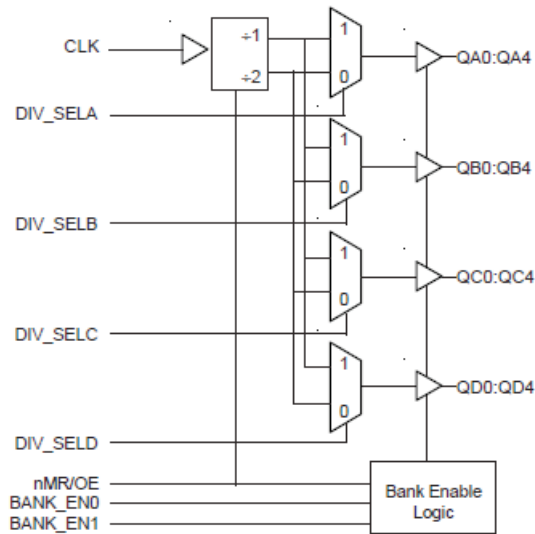 CLK
÷1
÷2
1
0
QA0:QA4
DIV_SELA
1
0
QB0:QB4
DIV_SELB
1
0
QC0:QC4
DIV_SELC
1
0
QD0:QD4
DIV_SELD
nMR/OE
BANK_EN0
BANK_EN1
Bank Enable
Logic